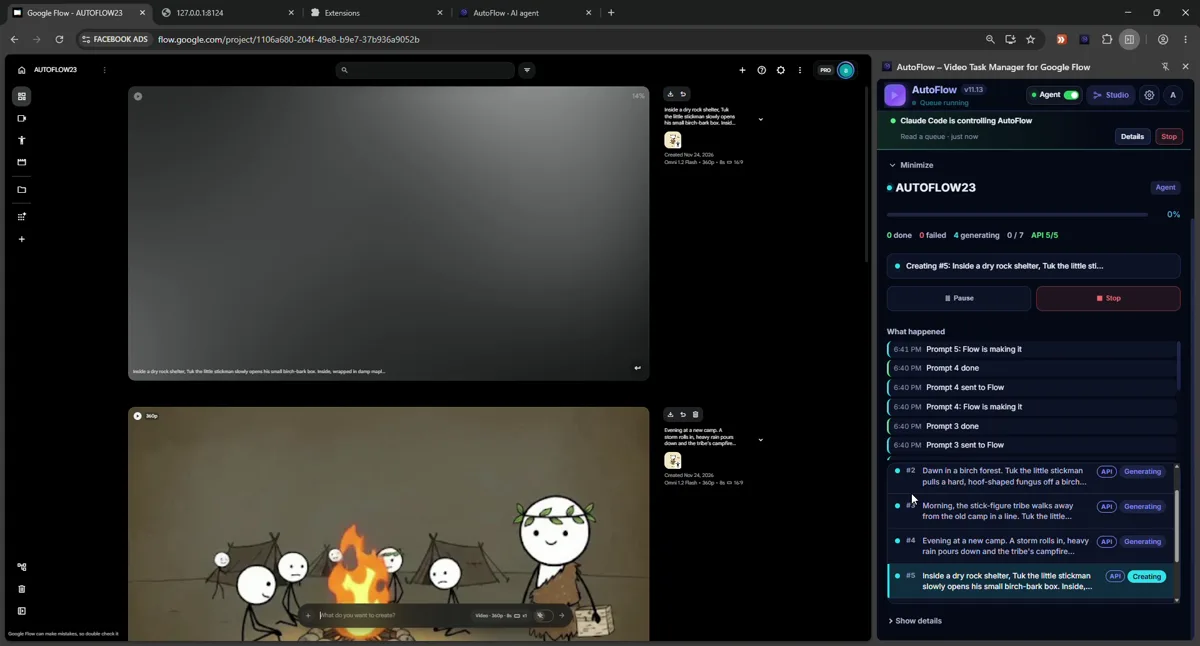 Google Flow - AUTOFLOW23
127.0.0.1:8124
Extensions
AutoFlow - AI agent
FACEBOOK ADS
flow.google.com/project/1106a680-204f-49e8-b9e7-37b936a9052b
AUTOFLOW23
PRO
14%
Inside a dry rock shelter, Tuk the little stickman slowly opens his small birch-bark box. Inside, wrapped in damp mapl...
Inside a dry rock shelter, Tuk
the little stickman slowly opens
his small birch-bark box. Insid...
Created Nov 24, 2026
Omni 1.2 Flash • 360p • 8s 16:9
360p
Evening at a new camp. A
storm rolls in, heavy rain pours
down and the tribe's campfire...
Created Nov 24, 2026
Omni 1.2 Flash • 360p • 8s 16:9
What do you want to create?
Video · 360p · 8s x1
Google Flow can make mistakes, so double check it
AutoFlow – Video Task Manager for Google Flow
AutoFlow v11.13
Queue running
Agent
Studio
A
Claude Code is controlling AutoFlow
Read a queue · just now
Details
Stop
Minimize
AUTOFLOW23
Agent
0%
0 done 0 failed 4 generating 0 / 7 API 5/5
Creating #5: Inside a dry rock shelter, Tuk the little sti...
Pause
Stop
What happened
6:41 PM Prompt 5: Flow is making it
6:40 PM Prompt 4 done
6:40 PM Prompt 4 sent to Flow
6:40 PM Prompt 4: Flow is making it
6:40 PM Prompt 3 done
6:40 PM Prompt 3 sent to Flow
#2 Dawn in a birch forest. Tuk the little stickman
pulls a hard, hoof-shaped fungus off a birch...
API Generating
#3 Morning, the stick-figure tribe walks away
from the old camp in a line. Tuk the little...
API Generating
#4 Evening at a new camp. A storm rolls in, heavy
rain pours down and the tribe's campfire...
API Generating
#5 Inside a dry rock shelter, Tuk the little stickman
slowly opens his small birch-bark box. Inside,...
API Creating
Show details